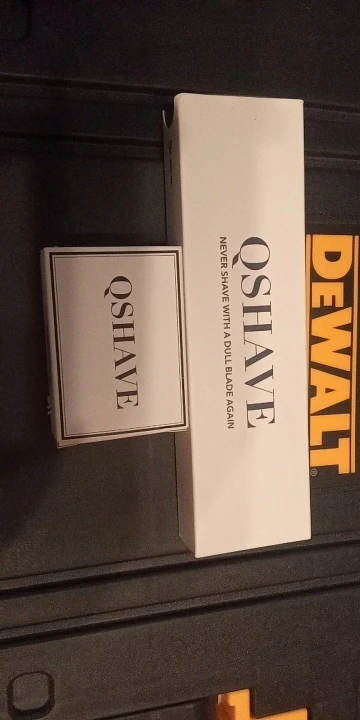 DEWALT®
QSHAVE
NEVER SHAVE WITH A DULL BLADE AGAIN
QSHAVE